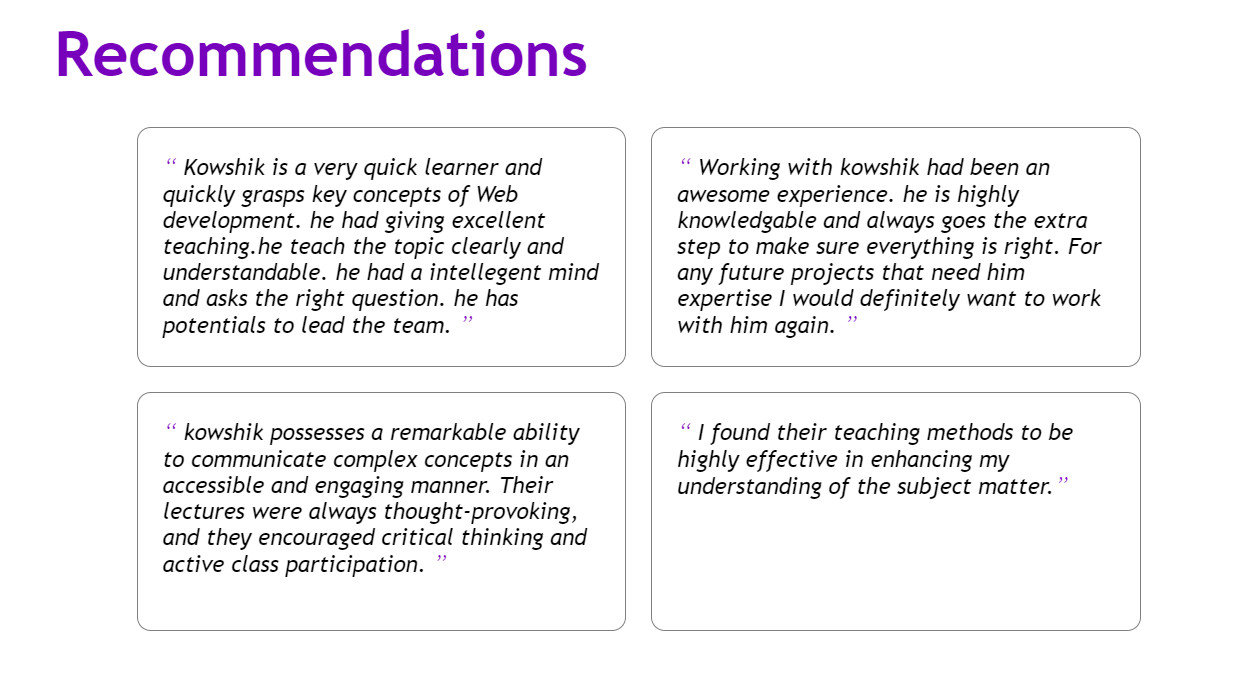 Recommendations
“ Kowshik is a very quick learner and
quickly grasps key concepts of Web
development. he had giving excellent
teaching.he teach the topic clearly and
understandable. he had a intellegent mind
and asks the right question. he has
potentials to lead the team. ”
“ Working with kowshik had been an
awesome experience. he is highly
knowledgable and always goes the extra
step to make sure everything is right. For
any future projects that need him
expertise I would definitely want to work
with him again. ”
“ kowshik possesses a remarkable ability
to communicate complex concepts in an
accessible and engaging manner. Their
lectures were always thought-provoking,
and they encouraged critical thinking and
active class participation. ”
“ I found their teaching methods to be
highly effective in enhancing my
understanding of the subject matter.”